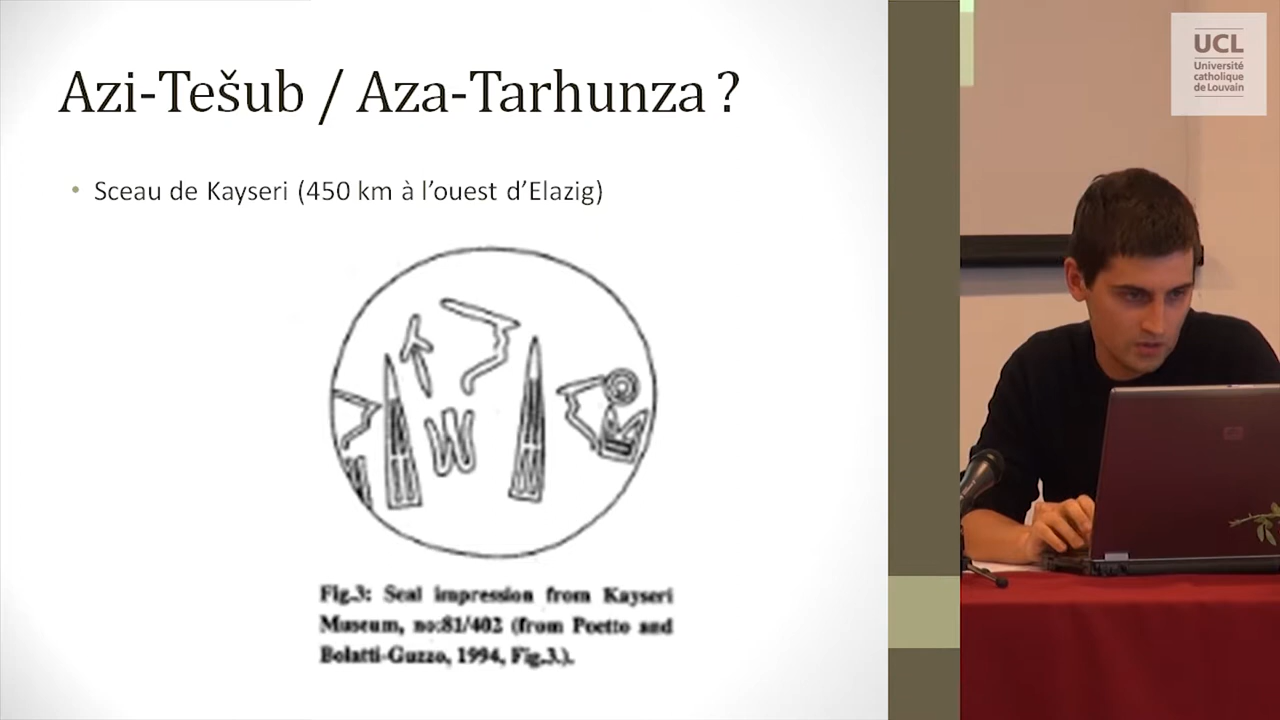 Azi-Tešub / Aza-Tarhunza ?
• Sceau de Kayseri (450 km à l’ouest d’Elazig)
Fig.3: Seal impression from Kayseri
Museum, no:81/402 (from Poetto and
Bolatti-Guzzo, 1994, Fig.3.).
UCL
Université
catholique
de Louvain